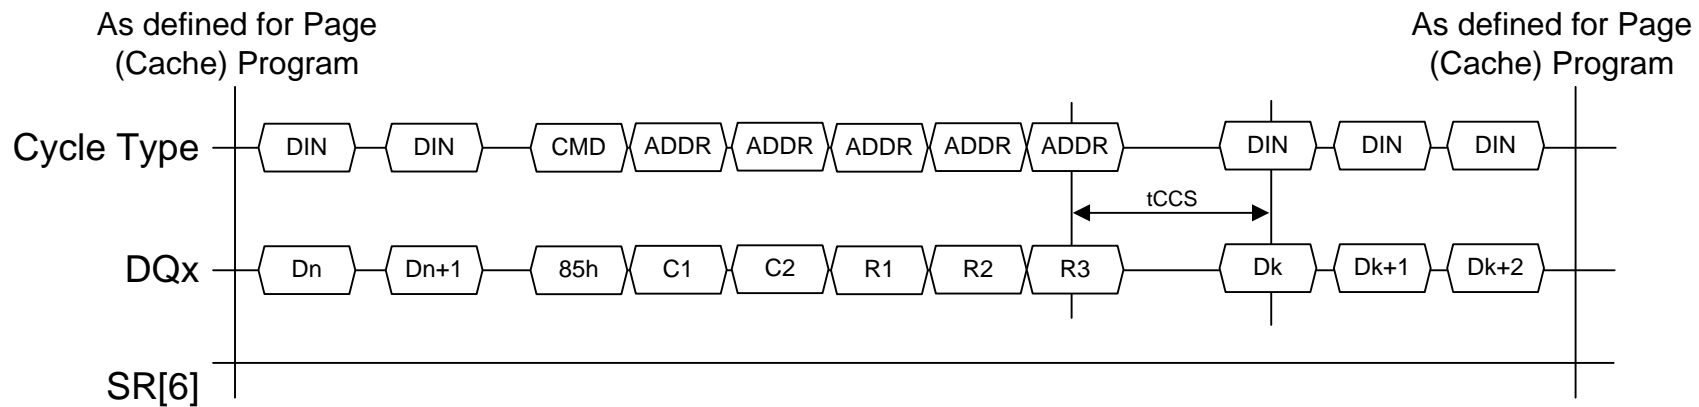 As defined for Page
(Cache) Program
As defined for Page
(Cache) Program
Cycle Type DIN DIN CMD ADDR ADDR ADDR ADDR ADDR DIN DIN DIN
tCCS
DQx Dn Dn+1 85h C1 C2 R1 R2 R3 Dk Dk+1 Dk+2
SR[6]